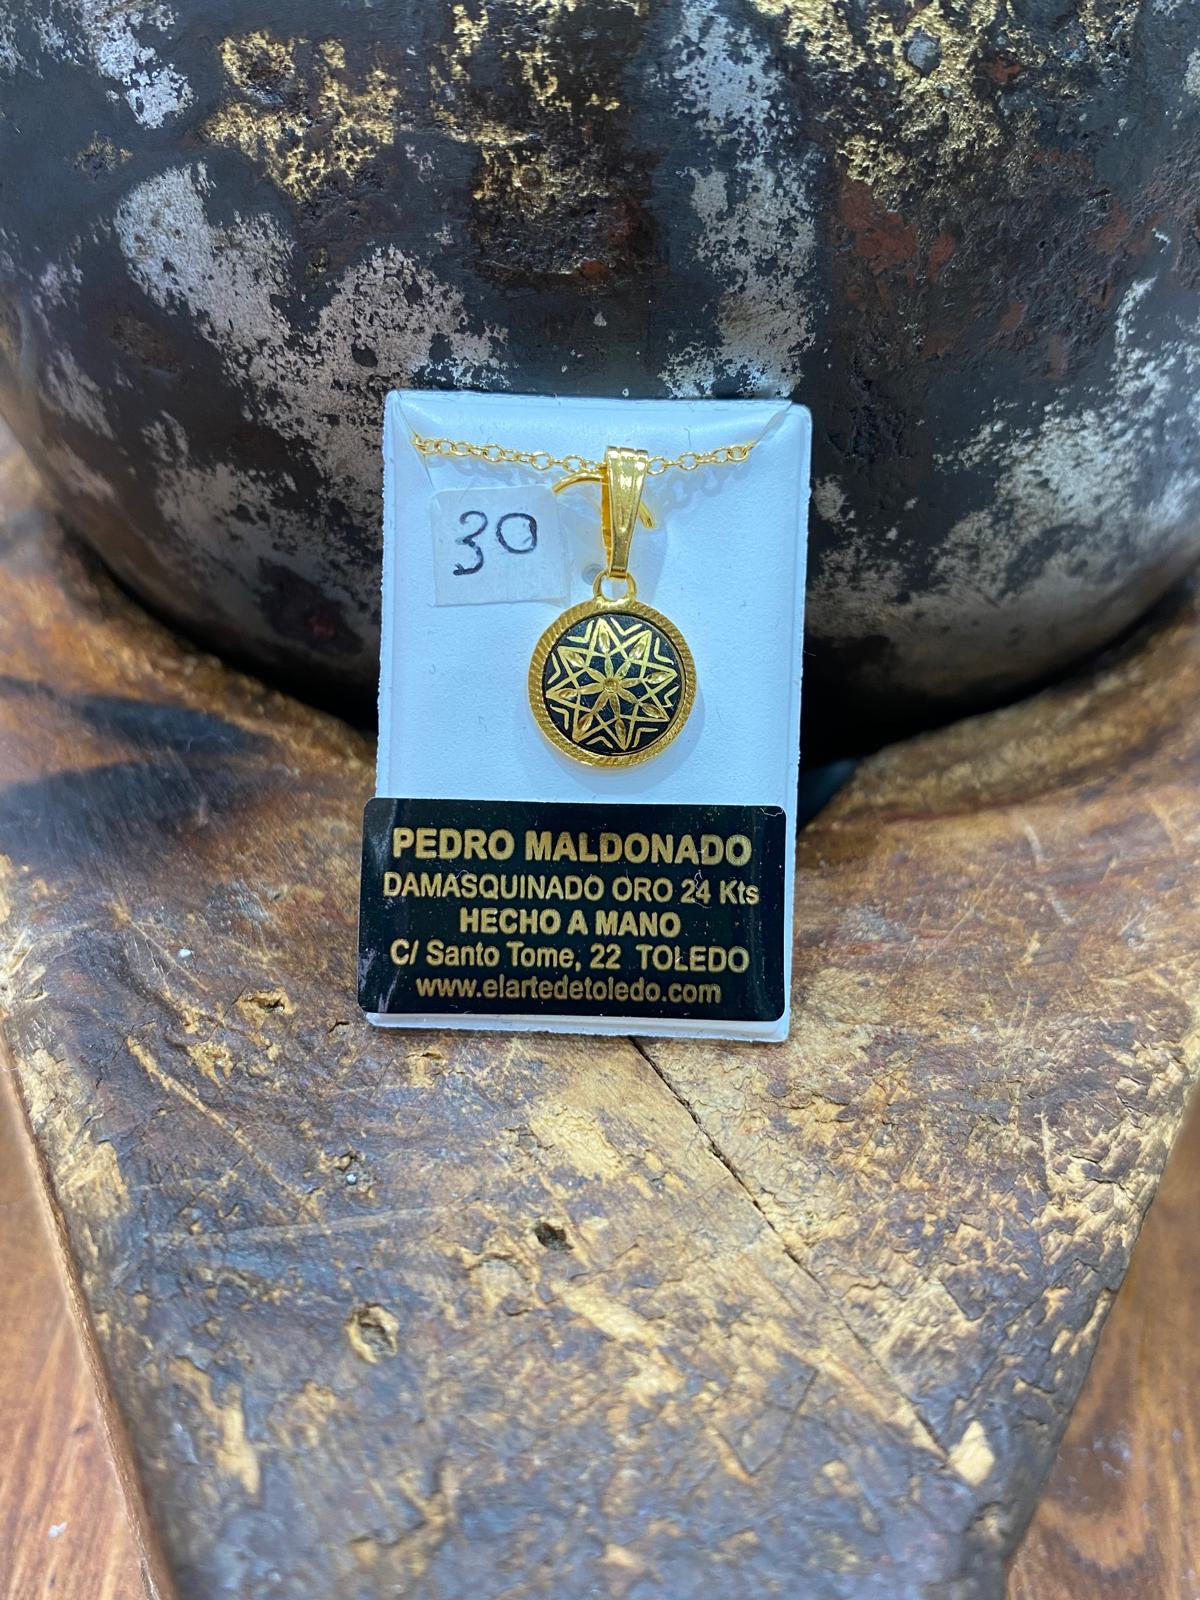 30
PEDRO MALDONADO
DAMASQUINADO ORO 24 Kts
HECHO A MANO
C/ Santo Tome, 22 TOLEDO
www.elartedetoledo.com